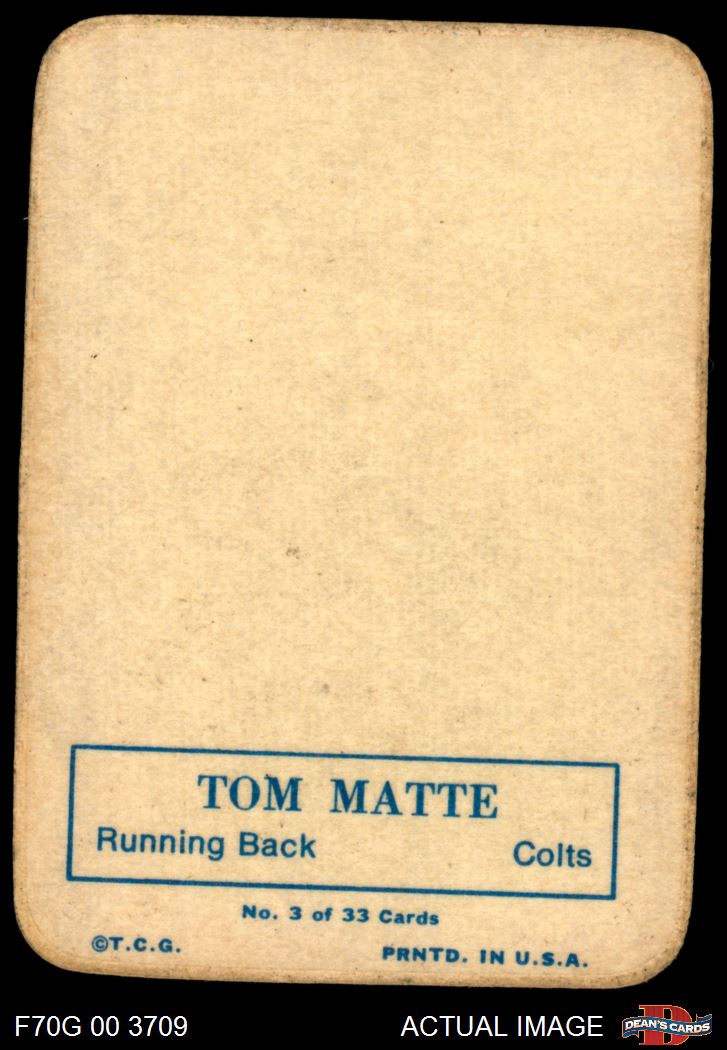 TOM MATTE
Running Back Colts
No. 3 of 33 Cards
©T.C.G. PRNTD. IN U.S.A.
F70G 00 3709 ACTUAL IMAGE D DEAN'S CARDS